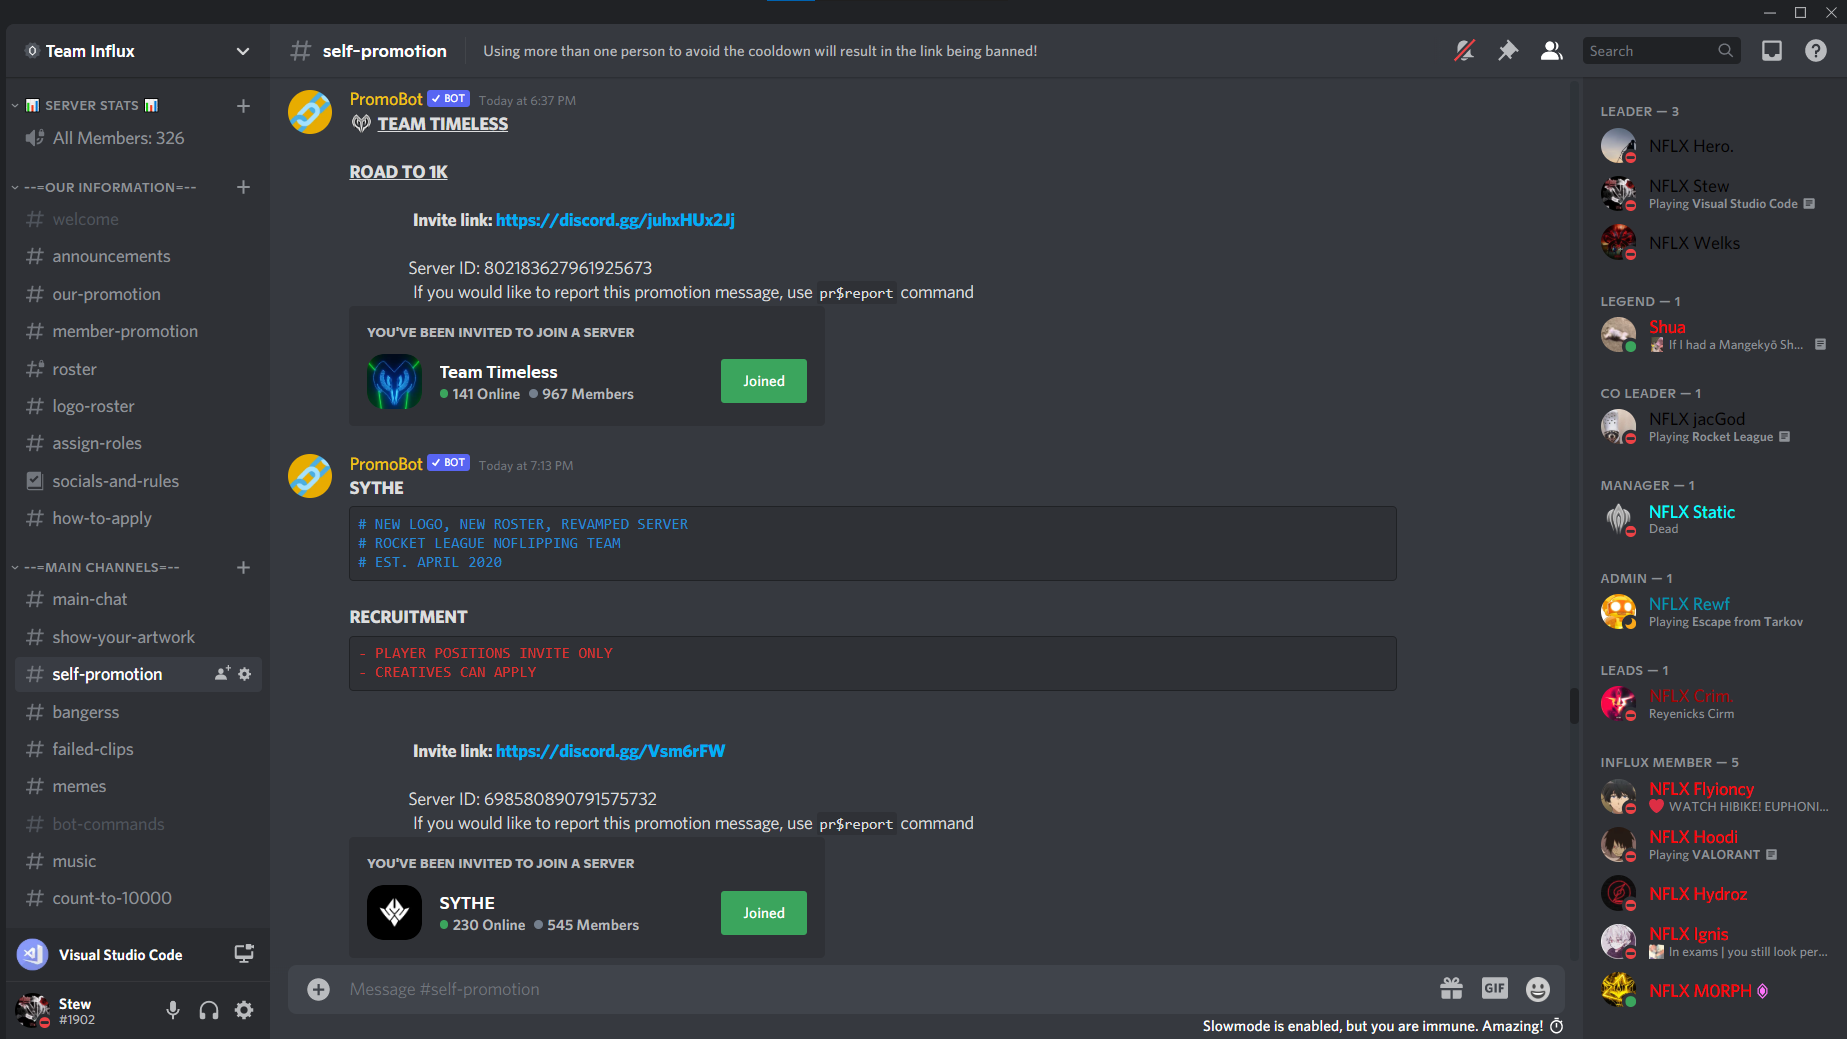 Team Influx
SERVER STATS
All Members: 326
--=OUR INFORMATION=--
welcome
announcements
our-promotion
member-promotion
roster
logo-roster
assign-roles
socials-and-rules
how-to-apply
--=MAIN CHANNELS=--
main-chat
show-your-artwork
self-promotion
bangerss
failed-clips
memes
bot-commands
music
count-to-10000
Visual Studio Code
Stew
#1902
self-promotion
Using more than one person to avoid the cooldown will result in the link being banned!
Search
PromoBot BOT Today at 6:37 PM
TEAM TIMELESS
ROAD TO 1K
Invite link: https://discord.gg/juhxHUx2Jj
Server ID: 802183627961925673
If you would like to report this promotion message, use pr$report command
YOU'VE BEEN INVITED TO JOIN A SERVER
Team Timeless
141 Online 967 Members
Joined
PromoBot BOT Today at 7:13 PM
SYTHE
# NEW LOGO, NEW ROSTER, REVAMPED SERVER
# ROCKET LEAGUE NOFLIPPING TEAM
# EST. APRIL 2020
RECRUITMENT
- PLAYER POSITIONS INVITE ONLY
- CREATIVES CAN APPLY
Invite link: https://discord.gg/Vsm6rFW
Server ID: 698580890791575732
If you would like to report this promotion message, use pr$report command
YOU'VE BEEN INVITED TO JOIN A SERVER
SYTHE
230 Online 545 Members
Joined
Message #self-promotion
GIF
Slowmode is enabled, but you are immune. Amazing!
LEADER — 3
NFLX Hero.
NFLX Stew
Playing Visual Studio Code
NFLX Welks
LEGEND — 1
Shua
If I had a Mangekyō Sh...
CO LEADER — 1
NFLX jacGod
Playing Rocket League
MANAGER — 1
NFLX Static
Dead
ADMIN — 1
NFLX Rewf
Playing Escape from Tarkov
LEADS — 1
NFLX Crim.
Reyenicks Cirm
INFLUX MEMBER — 5
NFLX Flyioncy
WATCH HIBIKE! EUPHONI...
NFLX Hoodi
Playing VALORANT
NFLX Hydroz
NFLX Ignis
In exams | you still look per...
NFLX M0RPH